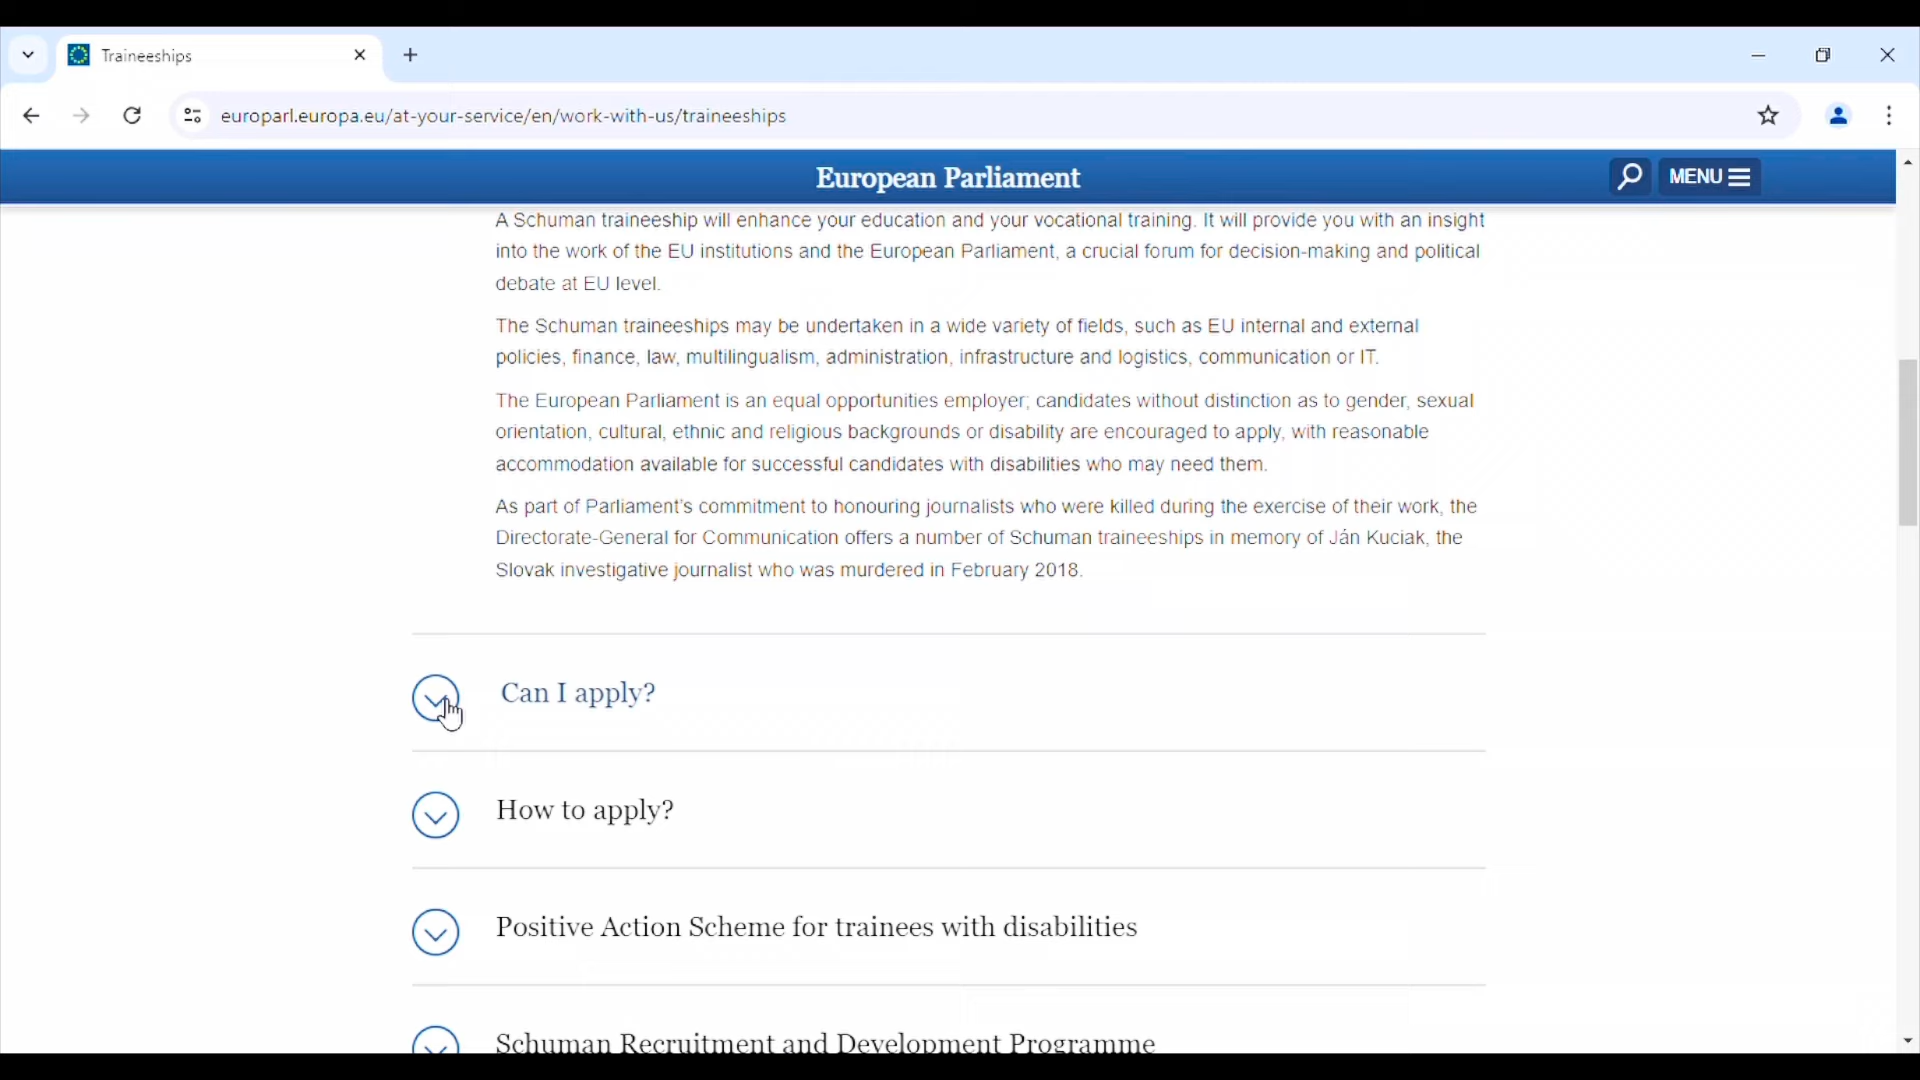 Traineeships
europarl.europa.eu/at-your-service/en/work-with-us/traineeships
European Parliament
MENU
A Schuman traineeship will enhance your education and your vocational training. It will provide you with an insight
into the work of the EU institutions and the European Parliament, a crucial forum for decision-making and political
debate at EU level.
The Schuman traineeships may be undertaken in a wide variety of fields, such as EU internal and external
policies, finance, law, multilingualism, administration, infrastructure and logistics, communication or IT.
The European Parliament is an equal opportunities employer; candidates without distinction as to gender, sexual
orientation, cultural, ethnic and religious backgrounds or disability are encouraged to apply, with reasonable
accommodation available for successful candidates with disabilities who may need them.
As part of Parliament's commitment to honouring journalists who were killed during the exercise of their work, the
Directorate-General for Communication offers a number of Schuman traineeships in memory of Ján Kuciak, the
Slovak investigative journalist who was murdered in February 2018.
Can I apply?
How to apply?
Positive Action Scheme for trainees with disabilities
Schuman Recruitment and Development Programme